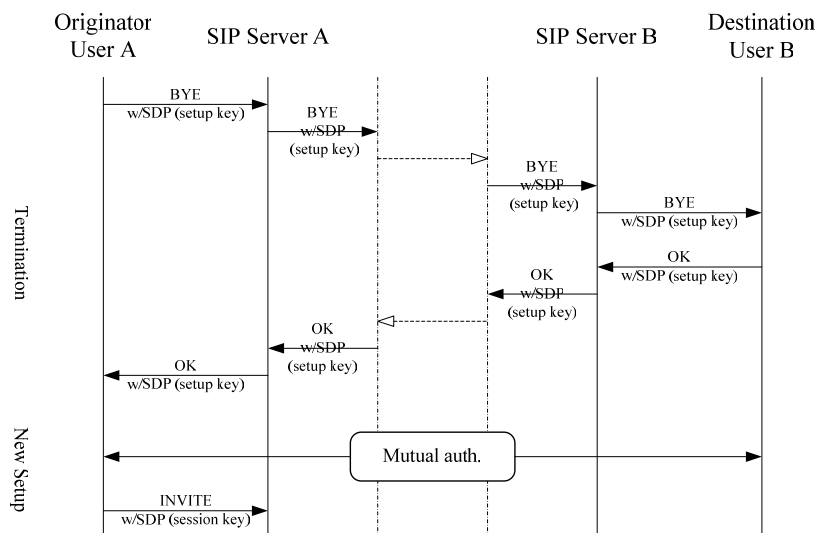 Originator
User A
SIP Server A
SIP Server B
Destination
User B
BYE
w/SDP (setup key)
BYE
w/SDP
(setup key)
BYE
w/SDP
(setup key)
BYE
w/SDP (setup key)
OK
w/SDP (setup key)
OK
w/SDP
(setup key)
OK
w/SDP
(setup key)
OK
w/SDP (setup key)
Termination
Mutual auth.
New Setup
INVITE
w/SDP (session key)